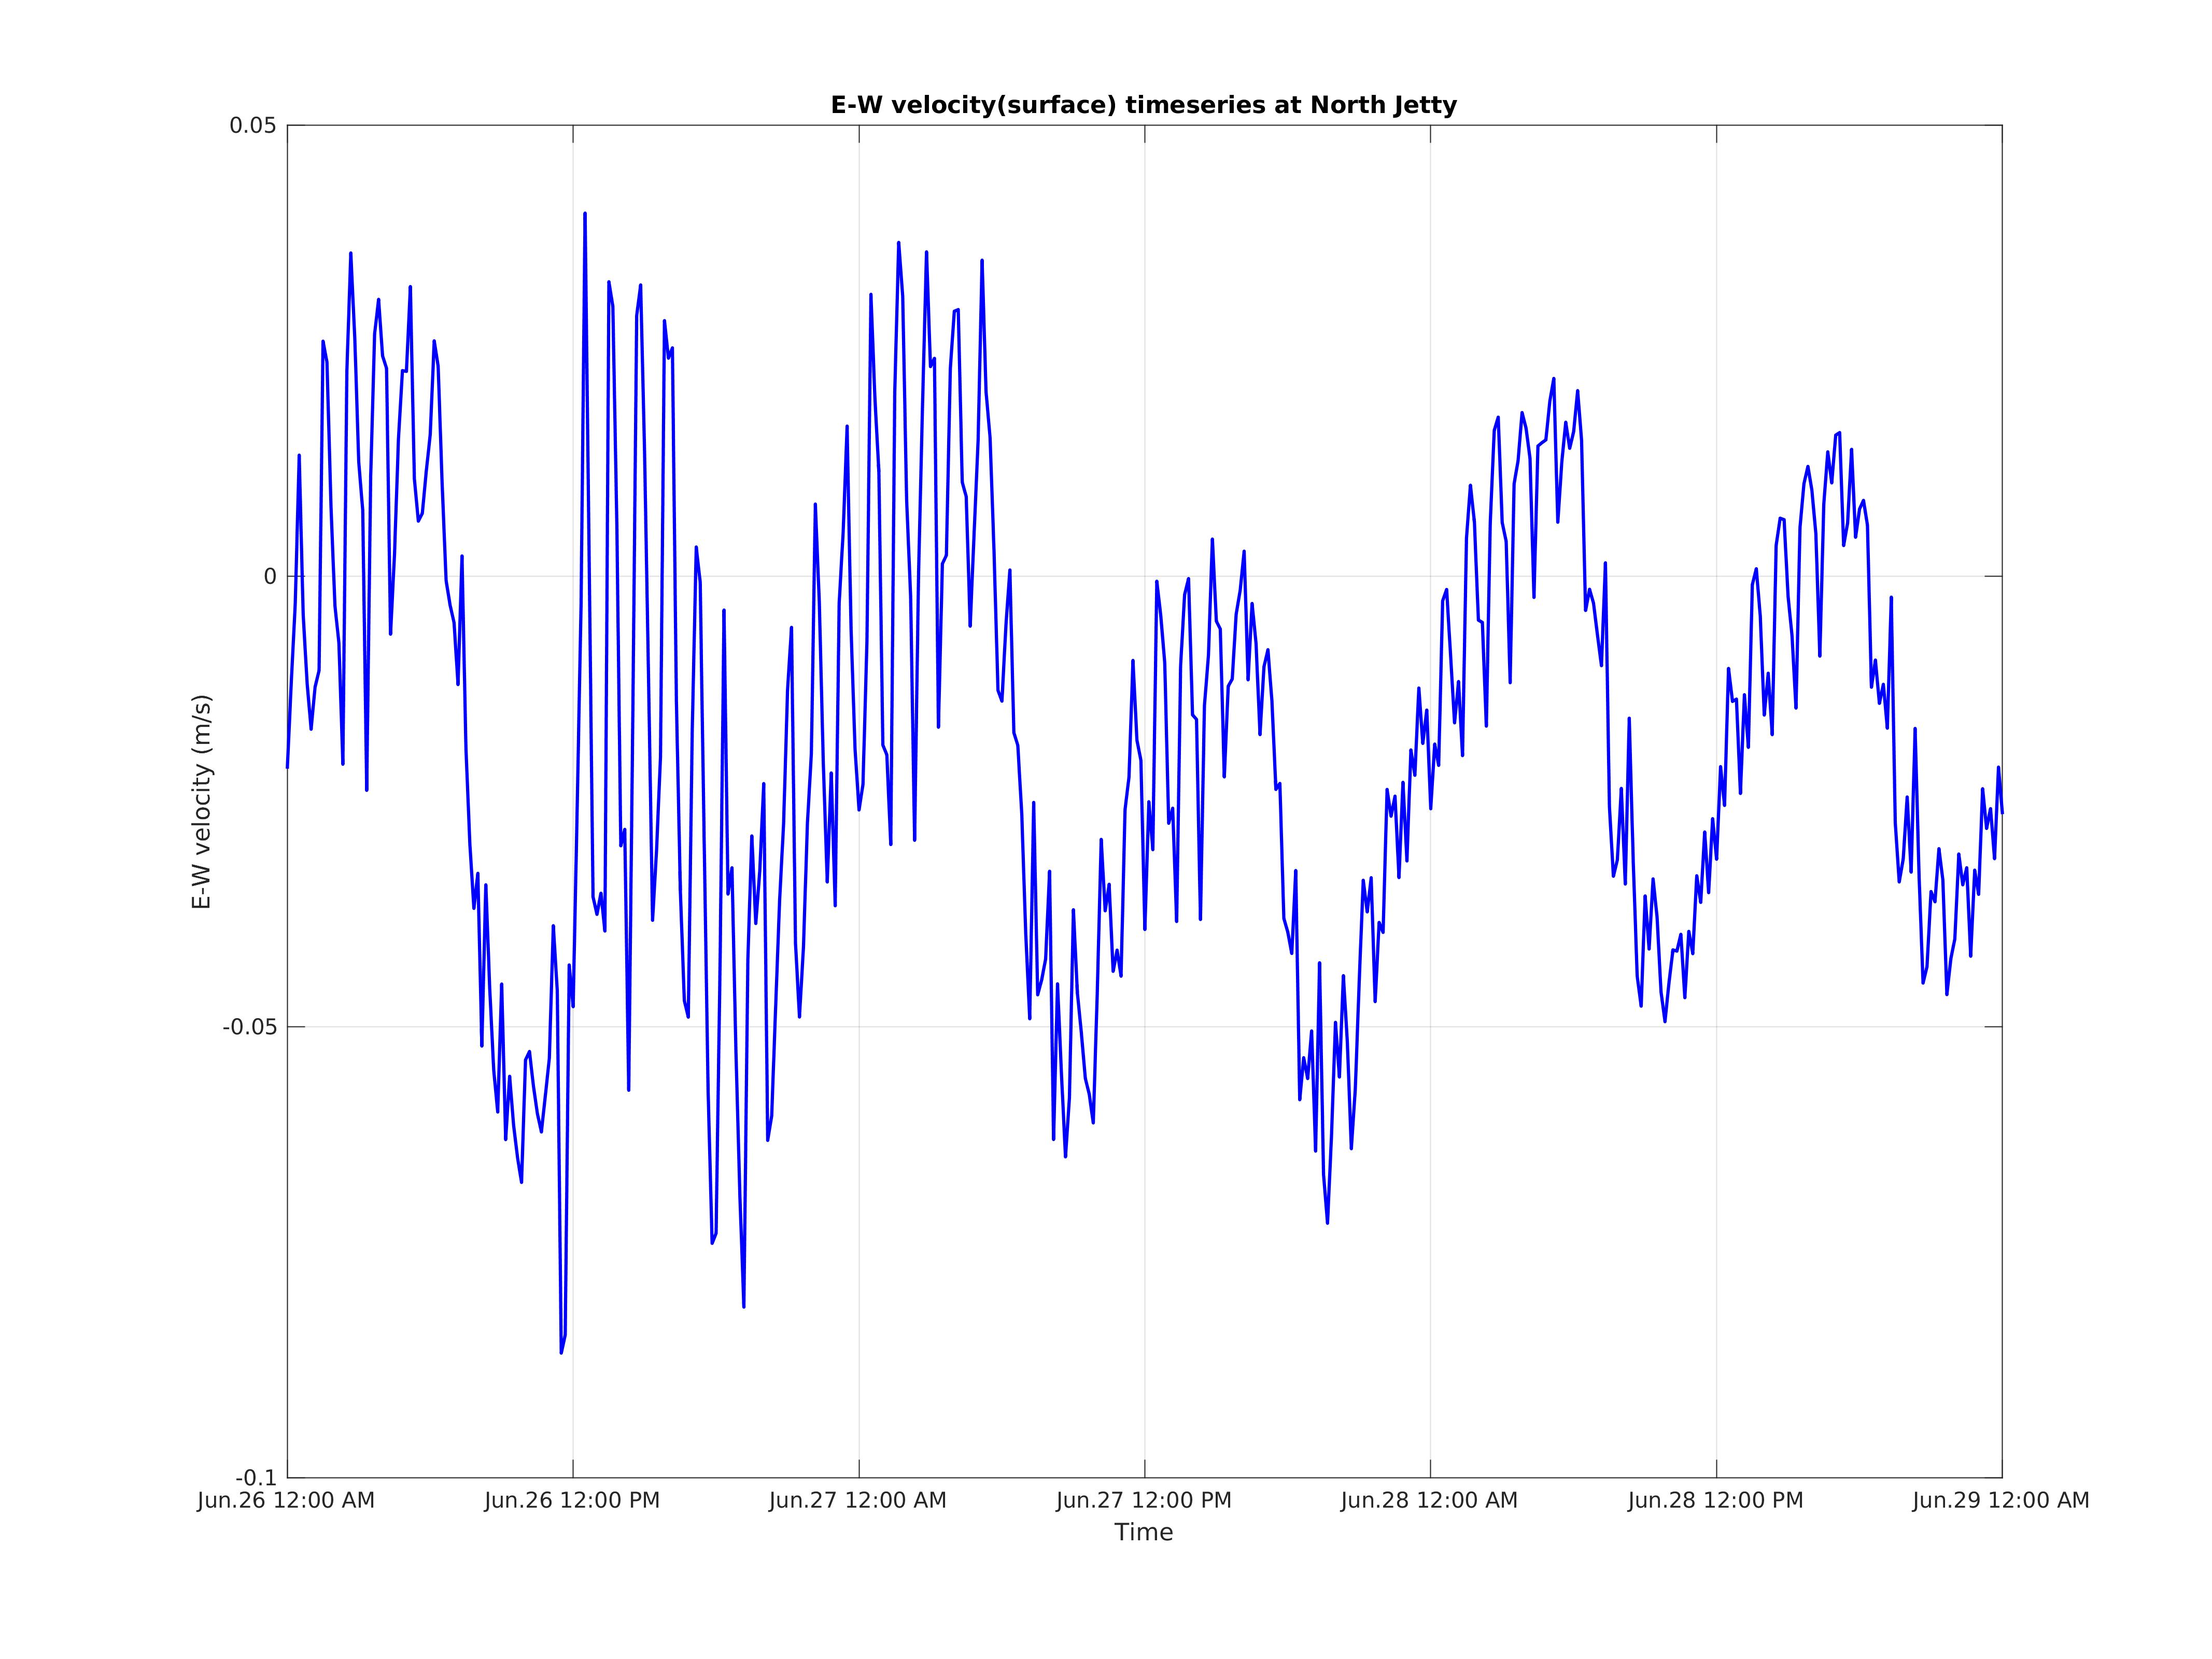 E-W velocity(surface) timeseries at North Jetty
0.05
0
-0.05
-0.1
E-W velocity (m/s)
Jun.26 12:00 AM
Jun.26 12:00 PM
Jun.27 12:00 AM
Jun.27 12:00 PM
Jun.28 12:00 AM
Jun.28 12:00 PM
Jun.29 12:00 AM
Time